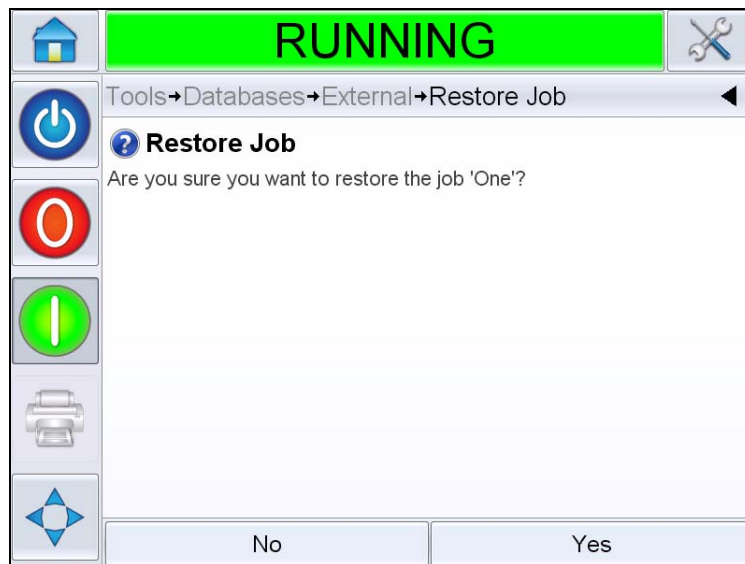 RUNNING
Tools→Databases→External→Restore Job
Restore Job
Are you sure you want to restore the job 'One'?
No
Yes